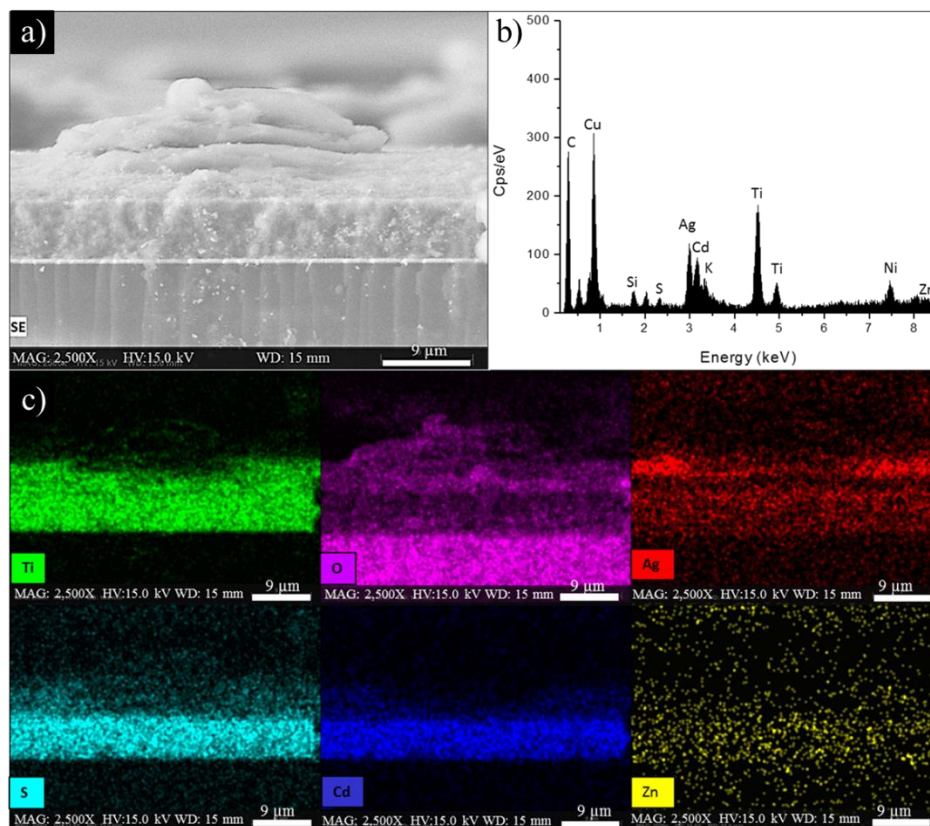 a)
SE
MAG: 2,500X HV:15.0 kV WD: 15 mm 9 µm
b)
500
400
300
200
100
0
Cps/eV
C
Cu
Si
S
Ag
Cd
K
Ti
Ti
Ni
Zn
1 2 3 4 5 6 7 8
Energy (keV)
c)
Ti
MAG: 2,500X HV:15.0 kV WD: 15 mm 9 µm
O
MAG: 2,500X HV:15.0 kV WD: 15 mm 9 µm
Ag
MAG: 2,500X HV:15.0 kV WD: 15 mm 9 µm
S
MAG: 2,500X HV:15.0 kV WD: 15 mm 9 µm
Cd
MAG: 2,500X HV:15.0 kV WD: 15 mm 9 µm
Zn
MAG: 2,500X HV:15.0 kV WD: 15 mm 9 µm